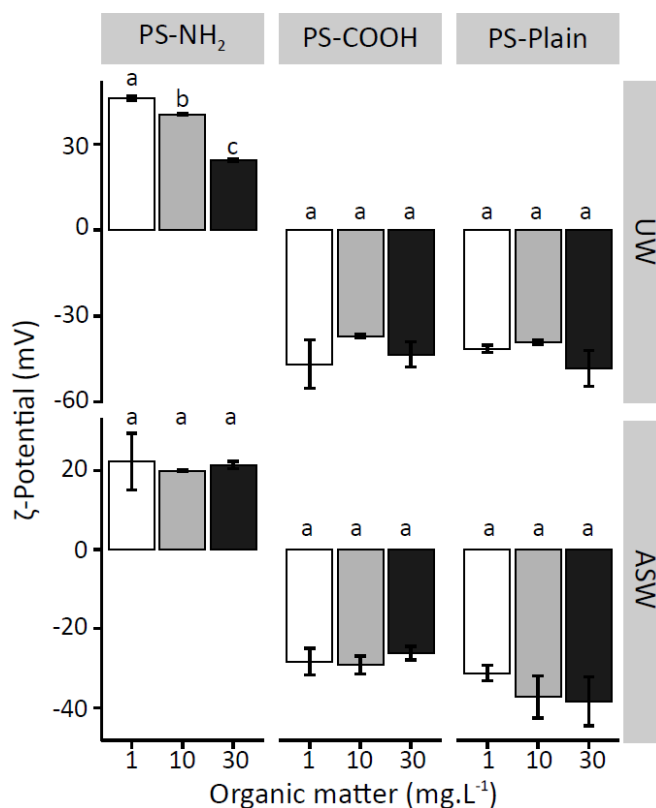 PS-NH₂ PS-COOH PS-Plain
a
b
c
a a a a a a
30
0
-30
-60
UW
ζ-Potential (mV)
a a a
20
0
a a a a a a
-20
-40
ASW
1 10 30 1 10 30 1 10 30
Organic matter (mg.L⁻¹)